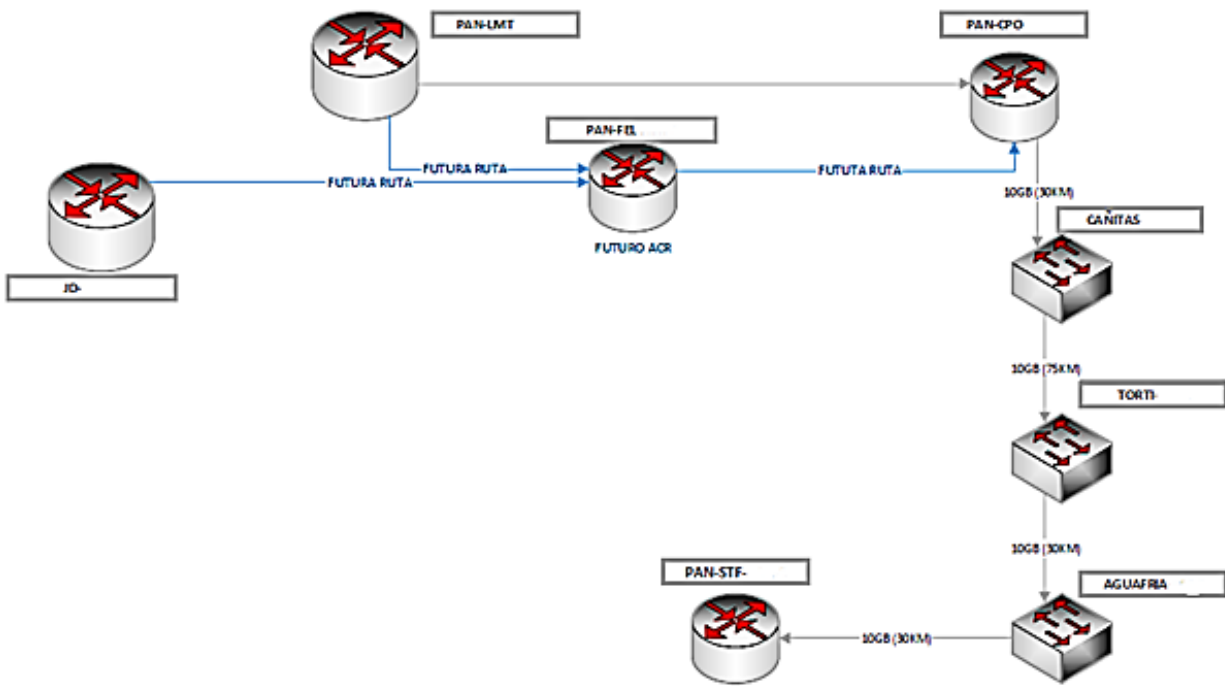 PAN-LMT
PAN-CPO
PAN-FEL
FUTURA RUTA
FUTURA RUTA
FUTUTA RUTA
10GB (30KM)
CAÑITAS
FUTURO ACR
JD-
10GB (75KM)
TORTI-
10GB (30KM)
PAN-STF-
AGUAFRIA
10GB (30KM)